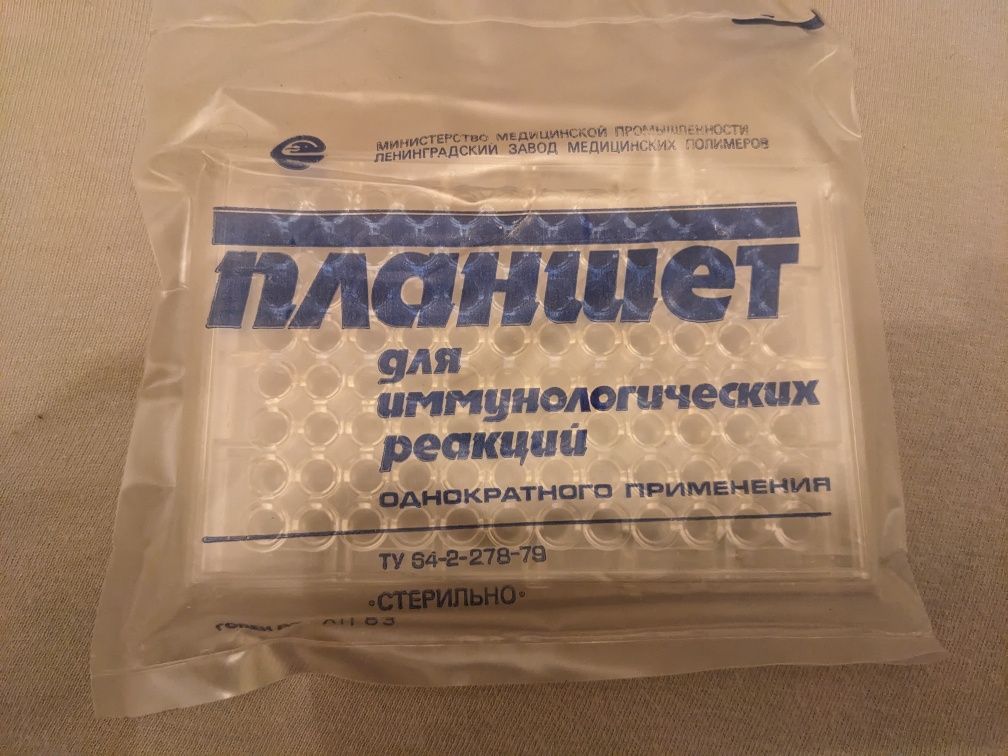 МИНИСТЕРСТВО МЕДИЦИНСКОЙ ПРОМЫШЛЕННОСТИ
ЛЕНИНГРАДСКИЙ ЗАВОД МЕДИЦИНСКИХ ПОЛИМЕРОВ
планшет
для
иммунологических
реакций
ОДНОКРАТНОГО ПРИМЕНЕНИЯ
ТУ 64-2-278-79
•СТЕРИЛЬНО•